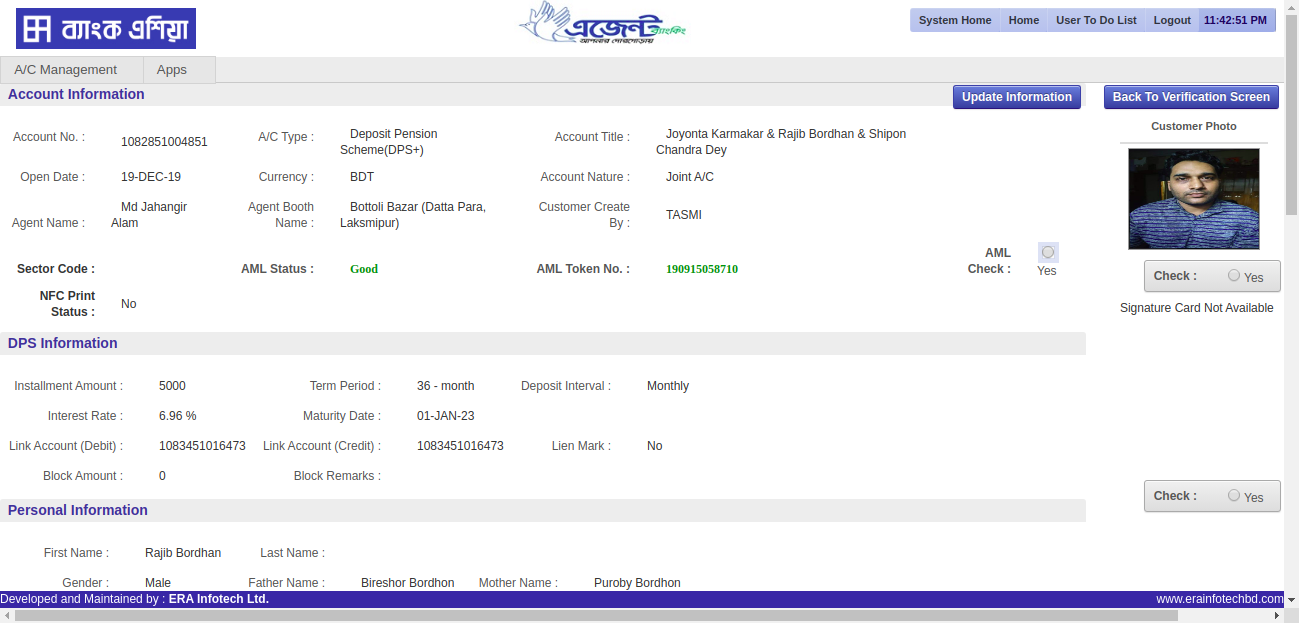 ব্যাংক এশিয়া
এজেন্ট ব্যাংকিং
আপনার দোরগোড়ায়
System Home Home User To Do List Logout 11:42:51 PM
A/C Management Apps
Account Information Update Information Back To Verification Screen
Customer Photo
Account No. : 1082851004851 A/C Type : Deposit Pension Account Title : Joyonta Karmakar & Rajib Bordhan & Shipon
Scheme(DPS+) Chandra Dey
Open Date : 19-DEC-19 Currency : BDT Account Nature : Joint A/C
Md Jahangir Agent Booth Bottoli Bazar (Datta Para, Customer Create
Agent Name : Alam Name : Laksmipur) By : TASMI
AML
Sector Code : AML Status : Good AML Token No. : 190915058710 Check : Yes
Check : Yes
NFC Print
Status : No
Signature Card Not Available
DPS Information
Installment Amount : 5000 Term Period : 36 - month Deposit Interval : Monthly
Interest Rate : 6.96 % Maturity Date : 01-JAN-23
Link Account (Debit) : 1083451016473 Link Account (Credit) : 1083451016473 Lien Mark : No
Block Amount : 0 Block Remarks :
Check : Yes
Personal Information
First Name : Rajib Bordhan Last Name :
Gender : Male Father Name : Bireshor Bordhon Mother Name : Puroby Bordhon
Developed and Maintained by : ERA Infotech Ltd. www.erainfotechbd.com